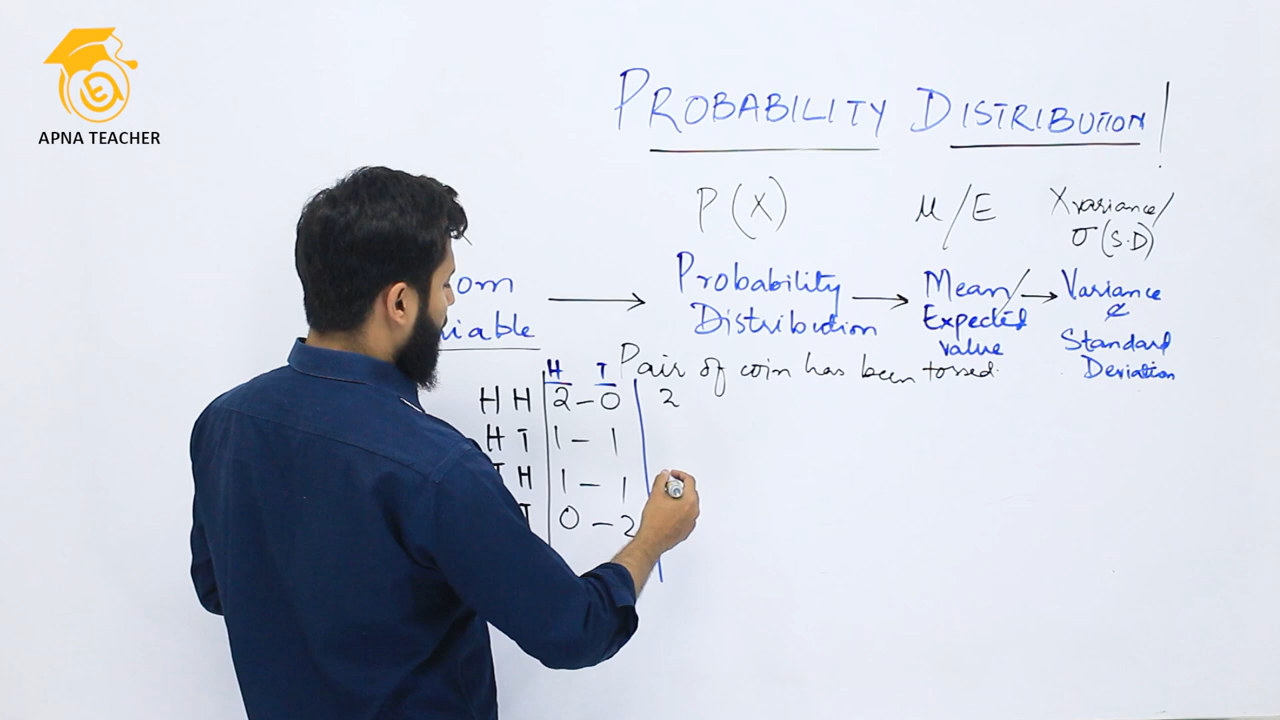 APNA TEACHER
PROBABILITY DISTRIBUTION!
P(X)
μ/E
X variance/
σ(S.D)
Probability
Distribution
Mean/
Expected
value
Variance
&
Standard
Deviation
Pair of coin has been tossed.
H T
H H 2 – 0 2
H T 1 – 1
H 1 – 1
T 0 – 2